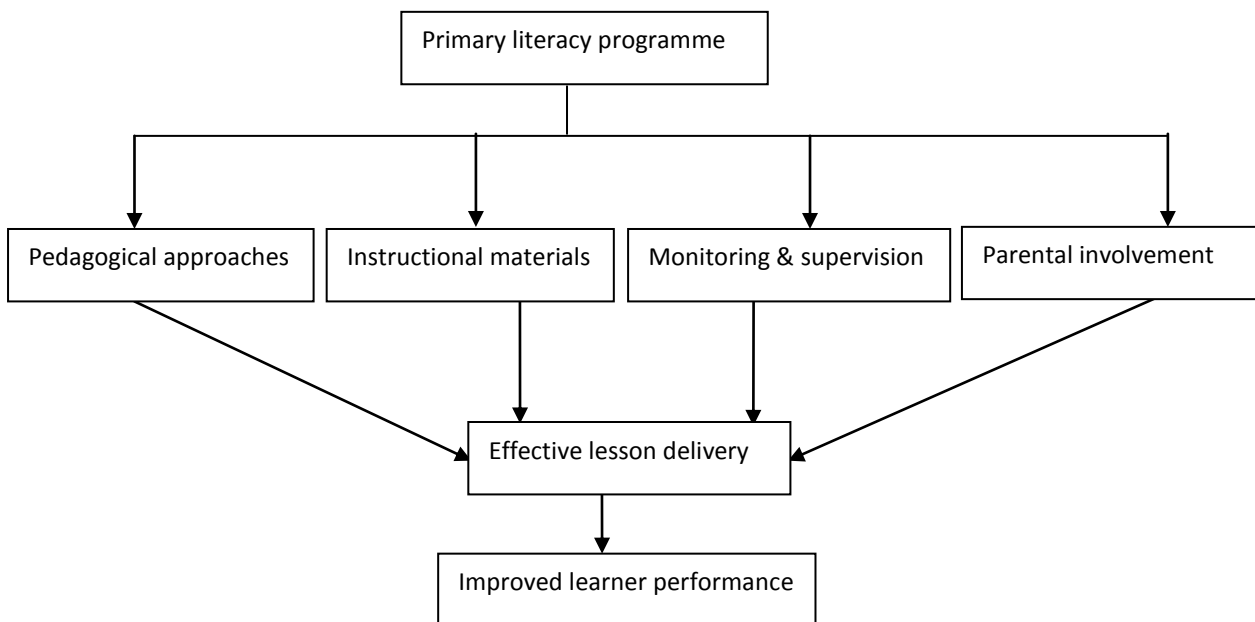 Primary literacy programme
Pedagogical approaches
Instructional materials
Monitoring & supervision
Parental involvement
Effective lesson delivery
Improved learner performance